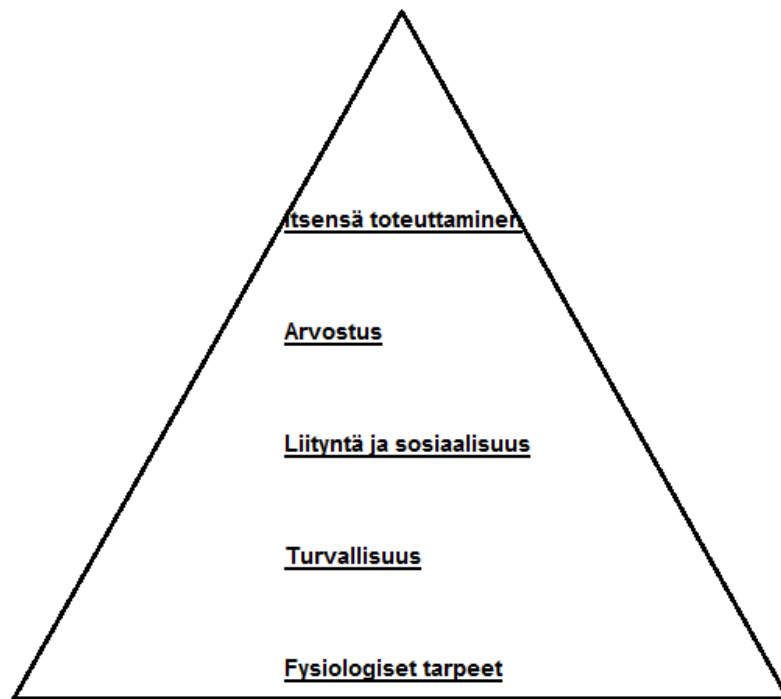 Itsensä toteuttaminen
Arvostus
Liityntä ja sosiaalisuus
Turvallisuus
Fysiologiset tarpeet